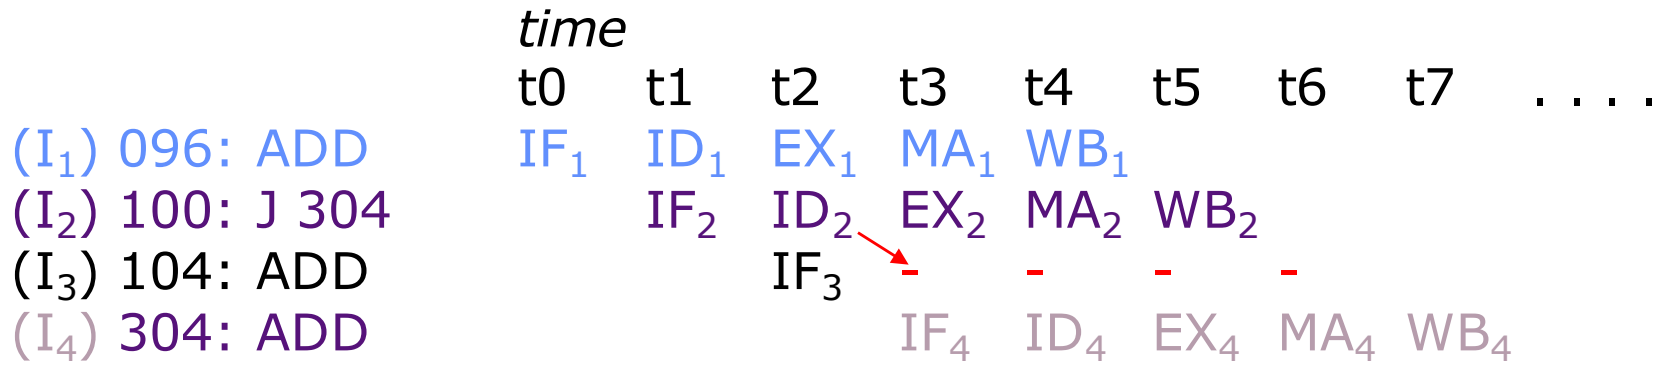 time
t0 t1 t2 t3 t4 t5 t6 t7 . . . .
(I₁) 096: ADD IF₁ ID₁ EX₁ MA₁ WB₁
(I₂) 100: J 304 IF₂ ID₂ EX₂ MA₂ WB₂
(I₃) 104: ADD IF₃ - - - -
(I₄) 304: ADD IF₄ ID₄ EX₄ MA₄ WB₄